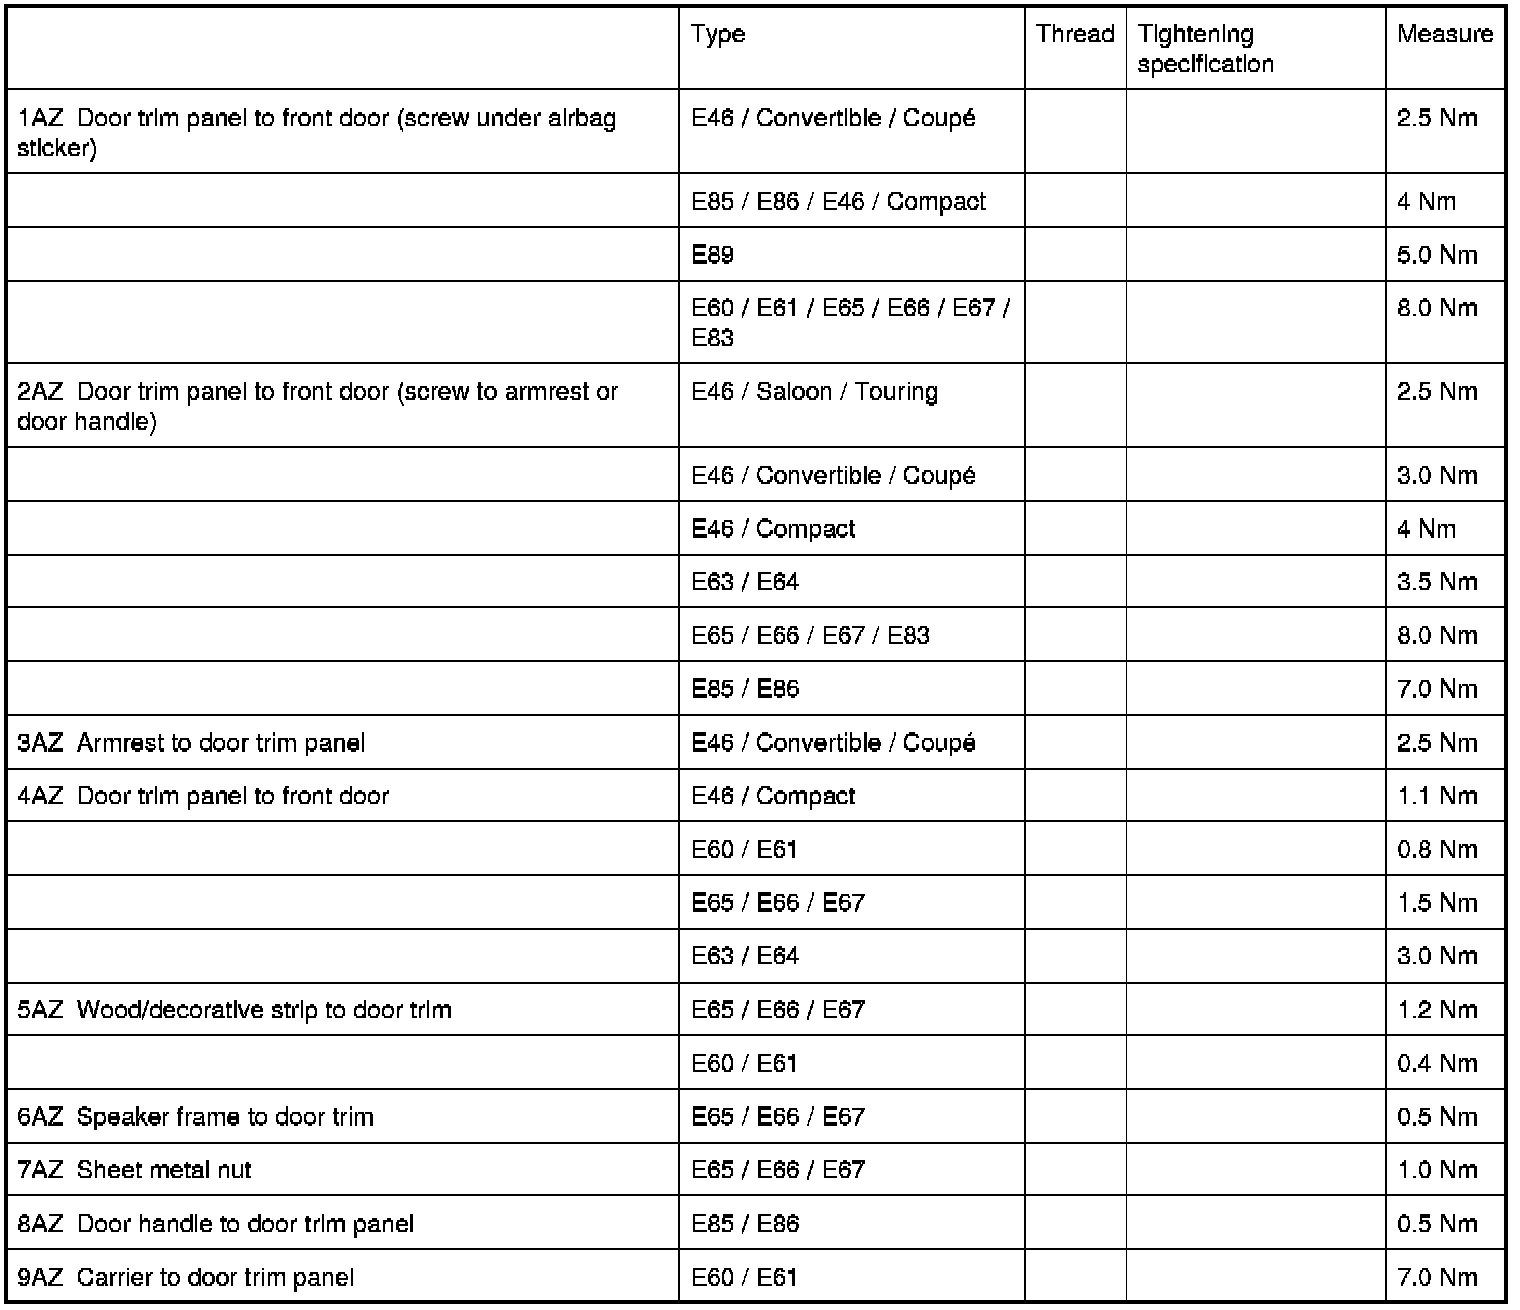 Type Thread Tightening Measure
specification
1AZ Door trim panel to front door (screw under airbag E46 / Convertible / Coupé 2.5 Nm
sticker)
E85 / E86 / E46 / Compact 4 Nm
E89 5.0 Nm
E60 / E61 / E65 / E66 / E67 / 8.0 Nm
E83
2AZ Door trim panel to front door (screw to armrest or E46 / Saloon / Touring 2.5 Nm
door handle)
E46 / Convertible / Coupé 3.0 Nm
E46 / Compact 4 Nm
E63 / E64 3.5 Nm
E65 / E66 / E67 / E83 8.0 Nm
E85 / E86 7.0 Nm
3AZ Armrest to door trim panel E46 / Convertible / Coupé 2.5 Nm
4AZ Door trim panel to front door E46 / Compact 1.1 Nm
E60 / E61 0.8 Nm
E65 / E66 / E67 1.5 Nm
E63 / E64 3.0 Nm
5AZ Wood/decorative strip to door trim E65 / E66 / E67 1.2 Nm
E60 / E61 0.4 Nm
6AZ Speaker frame to door trim E65 / E66 / E67 0.5 Nm
7AZ Sheet metal nut E65 / E66 / E67 1.0 Nm
8AZ Door handle to door trim panel E85 / E86 0.5 Nm
9AZ Carrier to door trim panel E60 / E61 7.0 Nm